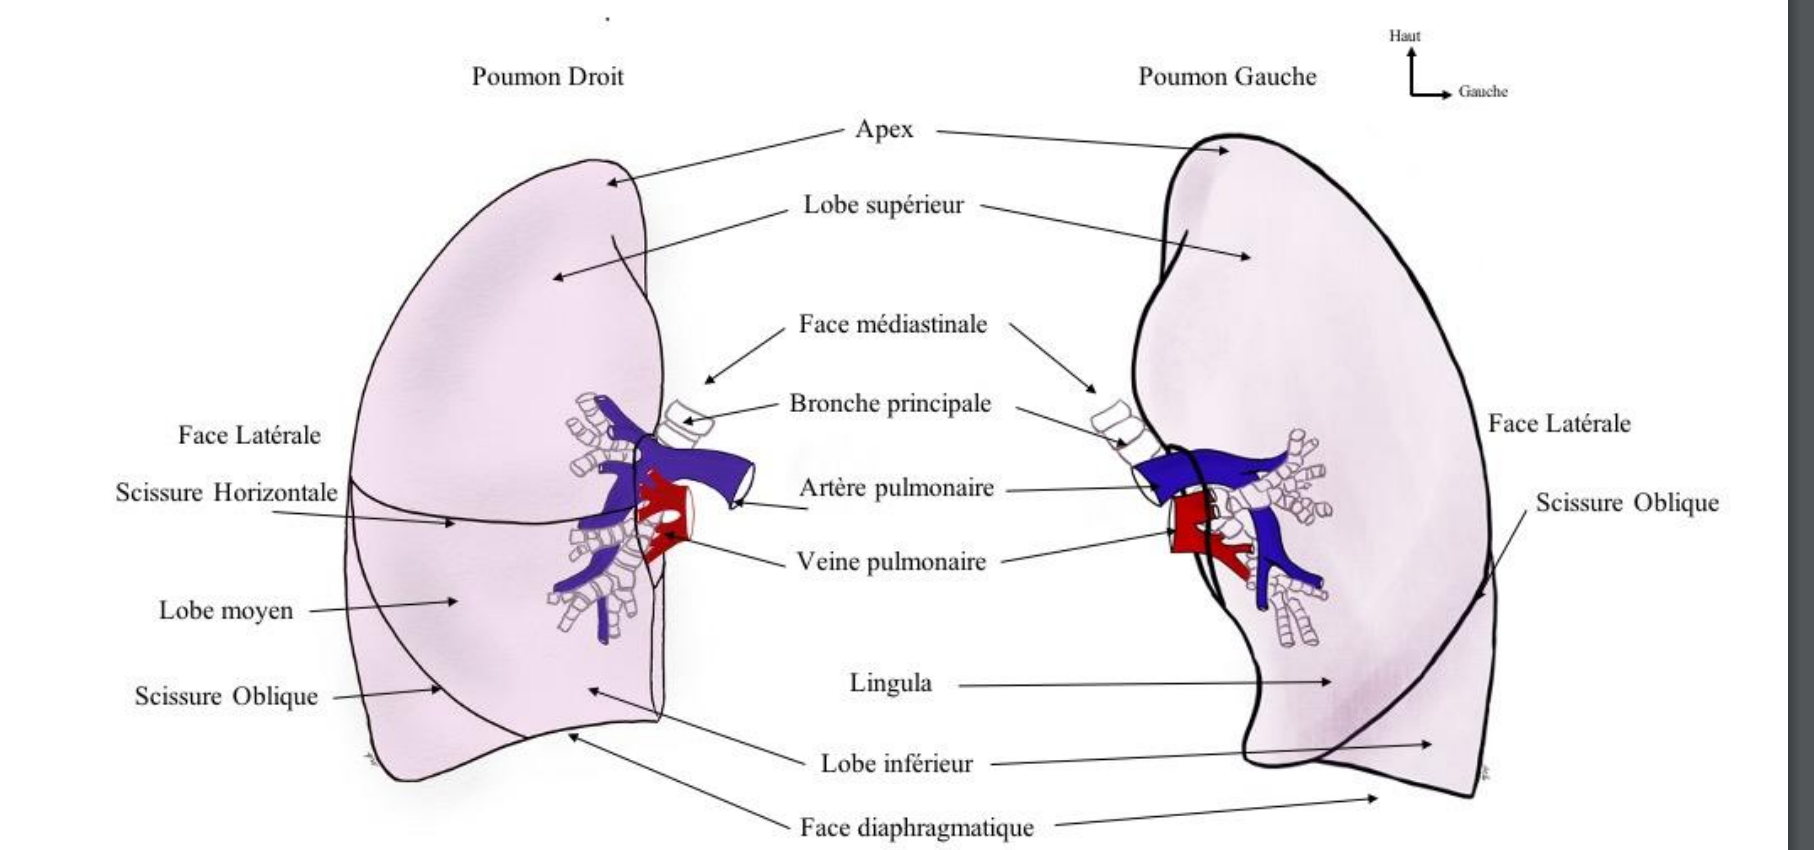 Haut
Poumon Droit
Poumon Gauche
Gauche
Apex
Lobe supérieur
Face médiastinale
Bronche principale
Face Latérale
Face Latérale
Scissure Horizontale
Artère pulmonaire
Scissure Oblique
Veine pulmonaire
Lobe moyen
Lingula
Scissure Oblique
Lobe inférieur
Face diaphragmatique